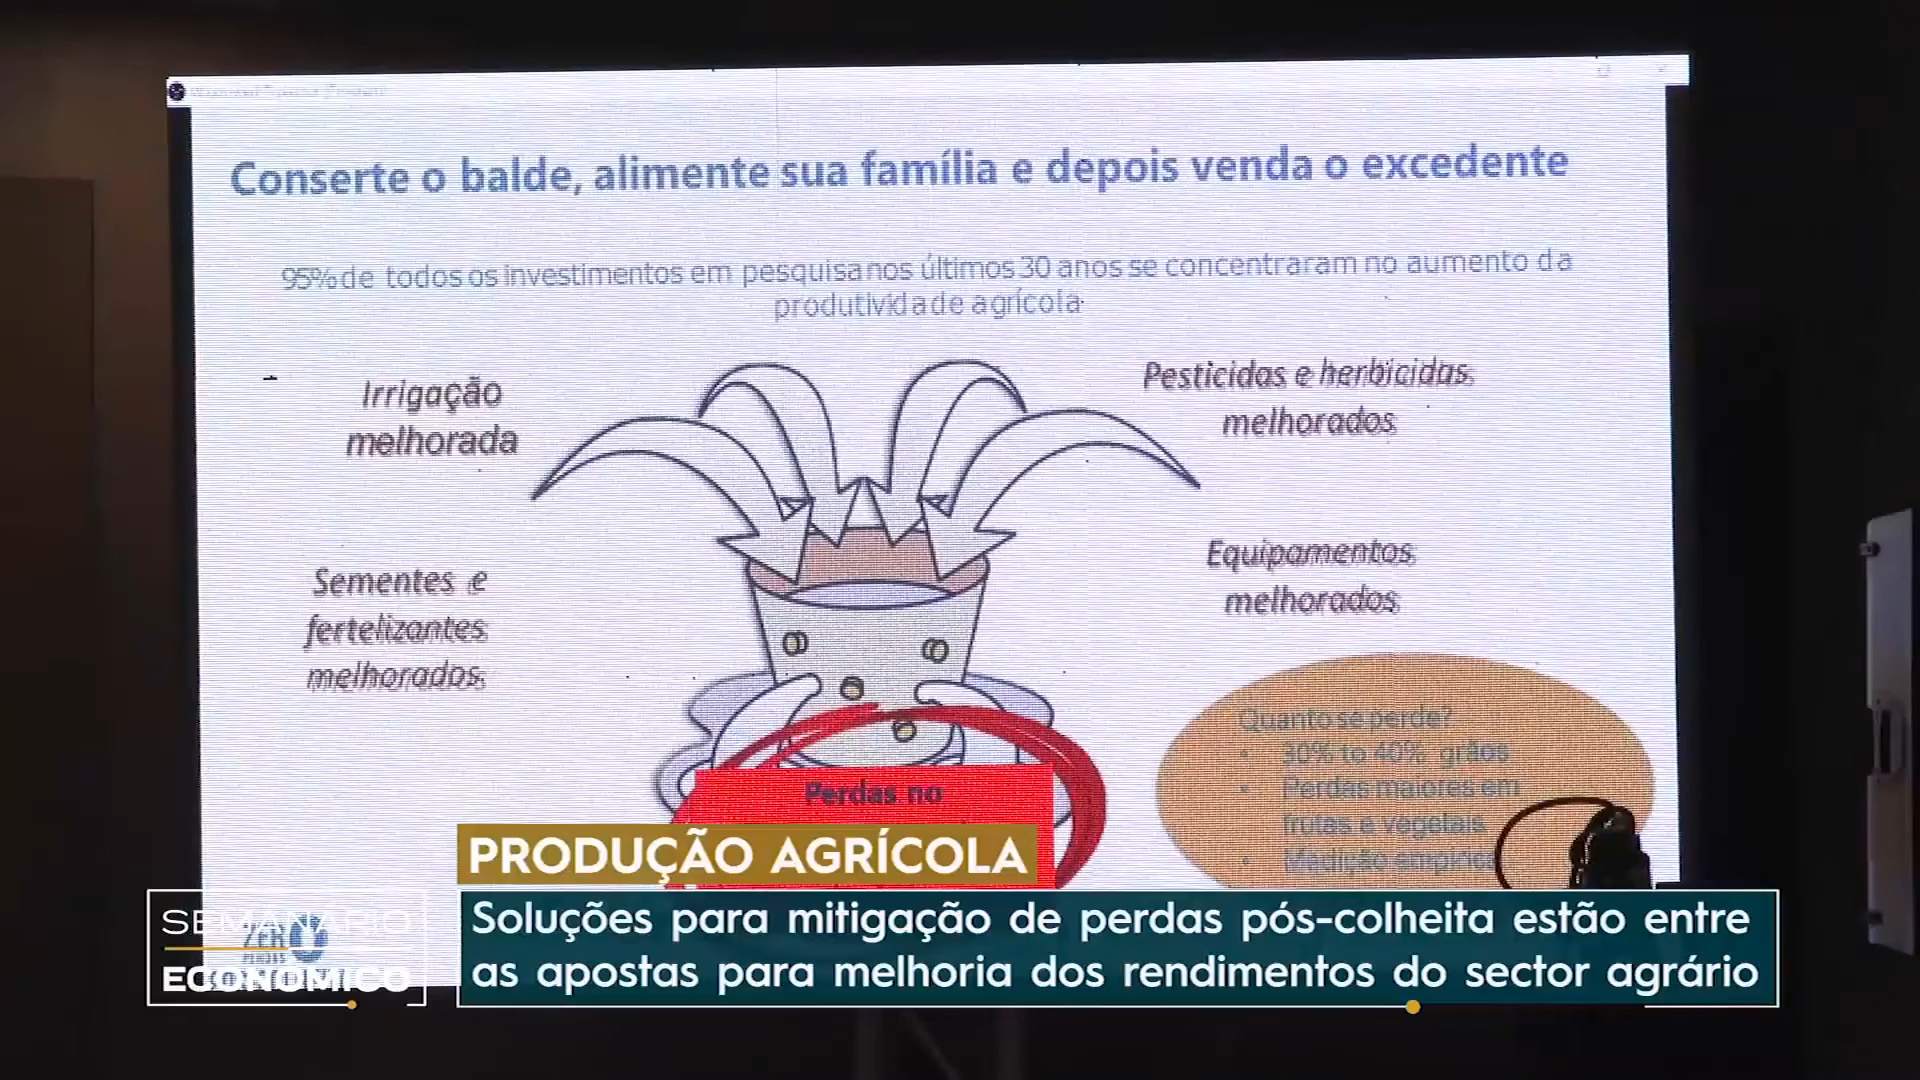 Conserte o balde, alimente sua família e depois venda o excedente
95% de todos os investimentos em pesquisa nos últimos 30 anos se concentraram no aumento da
produtividade agrícola
Irrigação
melhorada
Pesticidas e herbicidas
melhorados
Sementes e
fertelizantes
melhorados
Equipamentos
melhorados
Quanto se perde?
• 30% to 40% grãos
• Perdas maiores em
frutas e vegetais
• Medição
Perdas no
PRODUÇÃO AGRÍCOLA
Soluções para mitigação de perdas pós-colheita estão entre
as apostas para melhoria dos rendimentos do sector agrário
SEMANÁRIO
ECONÓMICO